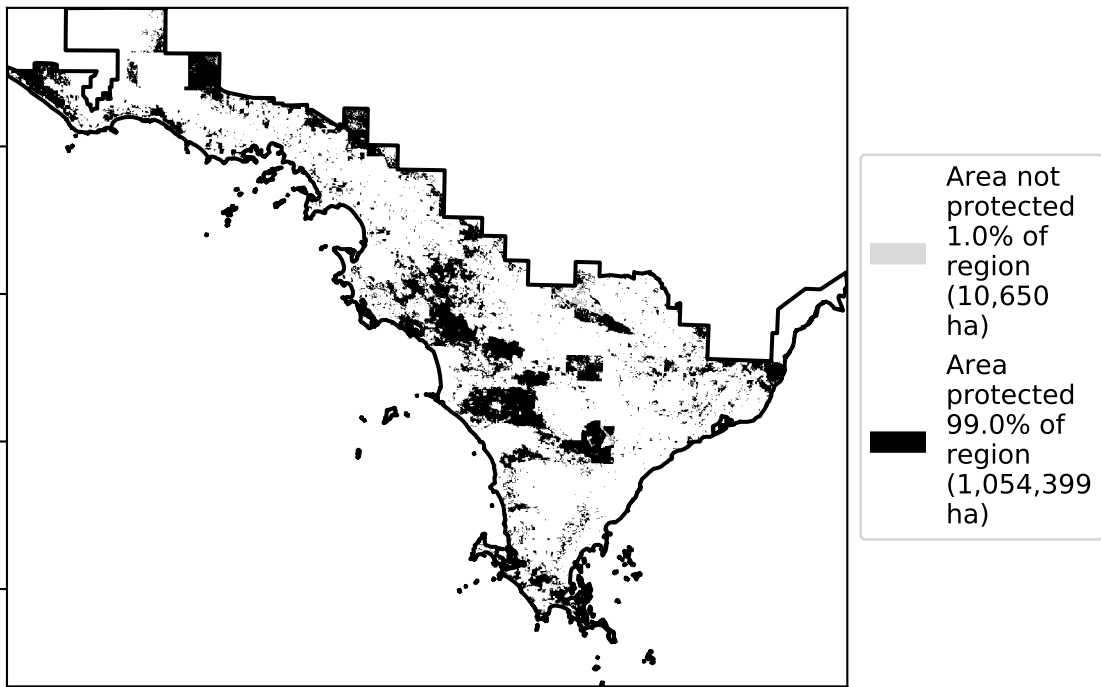 Area not
protected
1.0% of
region
(10,650
ha)
Area
protected
99.0% of
region
(1,054,399
ha)